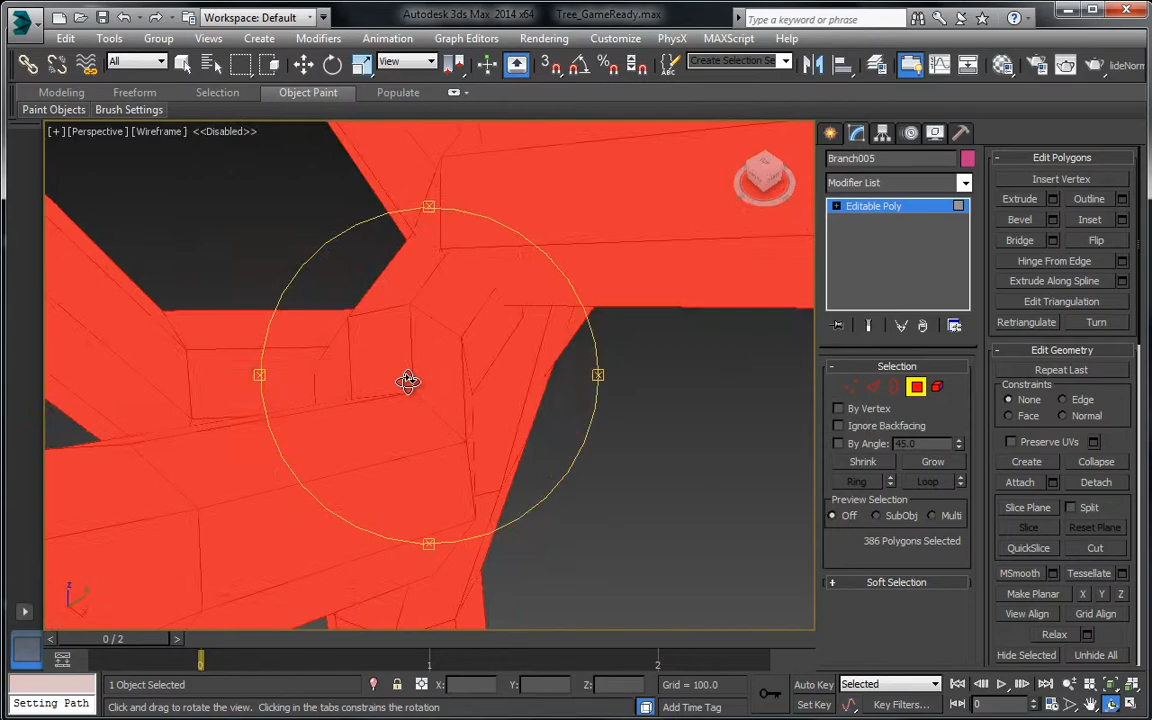 Workspace: Default
Autodesk 3ds Max 2014 x64
Tree_GameReady.max
Type a keyword or phrase
Edit Tools Group Views Create Modifiers Animation Graph Editors Rendering Customize PhysX MAXScript Help
All
View
Create Selection Se
lideNorm
Modeling Freeform Selection Object Paint Populate
Paint Objects Brush Settings
[+][Perspective][Wireframe] <<Disabled>>
Branch005
Modifier List
Editable Poly
Selection
By Vertex
Ignore Backfacing
By Angle: 45.0
Shrink Grow
Ring Loop
Preview Selection
Off SubObj Multi
386 Polygons Selected
Soft Selection
Edit Polygons
Insert Vertex
Extrude Outline
Bevel Inset
Bridge Flip
Hinge From Edge
Extrude Along Spline
Edit Triangulation
Retriangulate Turn
Edit Geometry
Repeat Last
Constraints
None Edge
Face Normal
Preserve UVs
Create Collapse
Attach Detach
Slice Plane Split
Slice Reset Plane
QuickSlice Cut
MSmooth Tessellate
Make Planar X Y Z
View Align Grid Align
Relax
Hide Selected Unhide All
z
< 0 / 2 >
0 1 2
1 Object Selected
X: Y: Z:
Grid = 100.0
Auto Key Selected
Setting Path
Click and drag to rotate the view. Clicking in the tabs constrains the rotation
Add Time Tag
Set Key Key Filters...
0